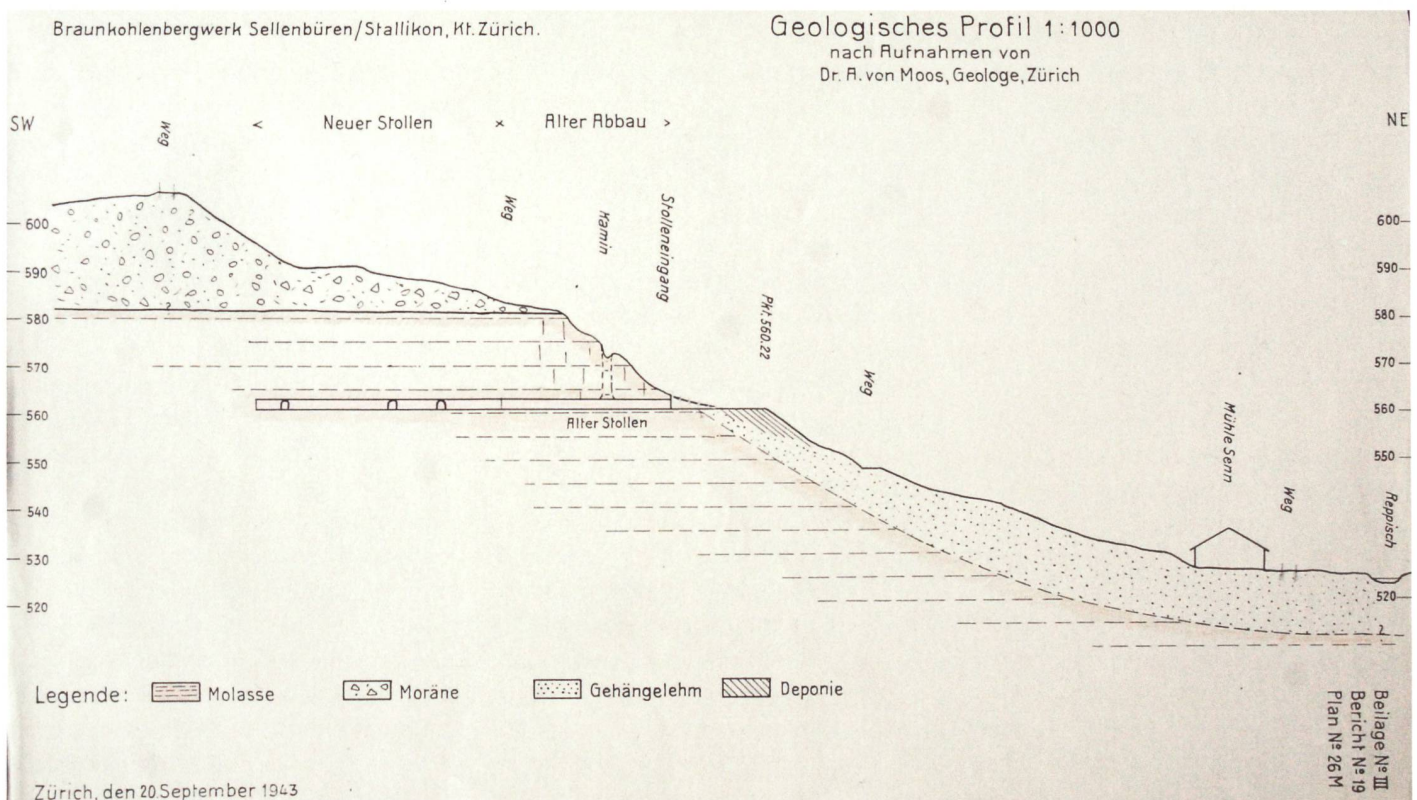 Braunkohlenbergwerk Sellenbüren/Stallikon, Kt. Zürich.
Geologisches Profil 1:1000
nach Aufnahmen von
Dr. A. von Moos, Geologe, Zürich
SW
Weg
< Neuer Stollen × Alter Abbau >
NE
Weg
Kamin
Stolleneingang
Pkt. 560.22
Weg
Mühle Senn
Weg
Reppisch
600
590
580
570
560
550
540
530
520
600
590
580
570
560
550
520
?
Alter Stollen
?
Legende: Molasse Moräne Gehängelehm Deponie
Beilage Nº III
Bericht Nº 19
Plan Nº 26 M
Zürich, den 20. September 1943